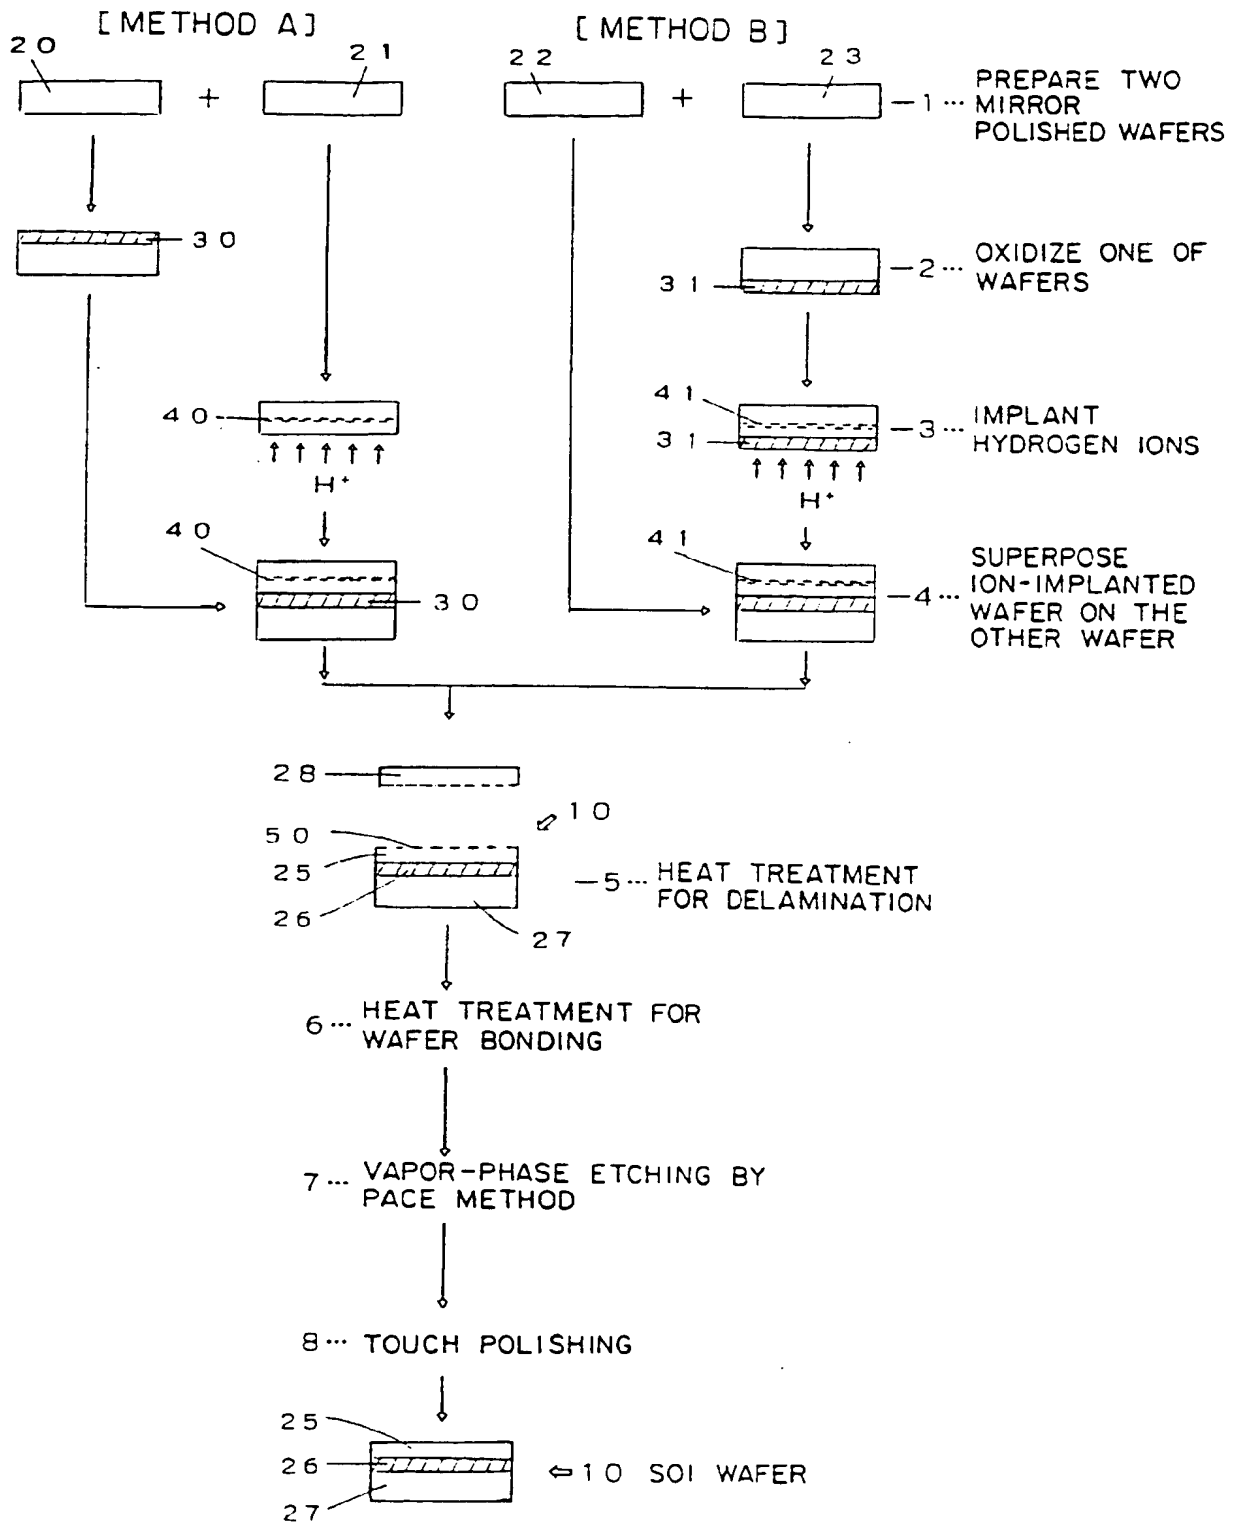 [METHOD A]
[METHOD B]
20
+
21
22
+
23
1… PREPARE TWO
MIRROR
POLISHED WAFERS
30
31
2… OXIDIZE ONE OF
WAFERS
40
H+
41
31
H+
3… IMPLANT
HYDROGEN IONS
40
30
41
4… SUPERPOSE
ION-IMPLANTED
WAFER ON THE
OTHER WAFER
28
10
50
25
26
27
5… HEAT TREATMENT
FOR DELAMINATION
6… HEAT TREATMENT FOR
WAFER BONDING
7… VAPOR-PHASE ETCHING BY
PACE METHOD
8… TOUCH POLISHING
25
26
27
⇦10 SOI WAFER